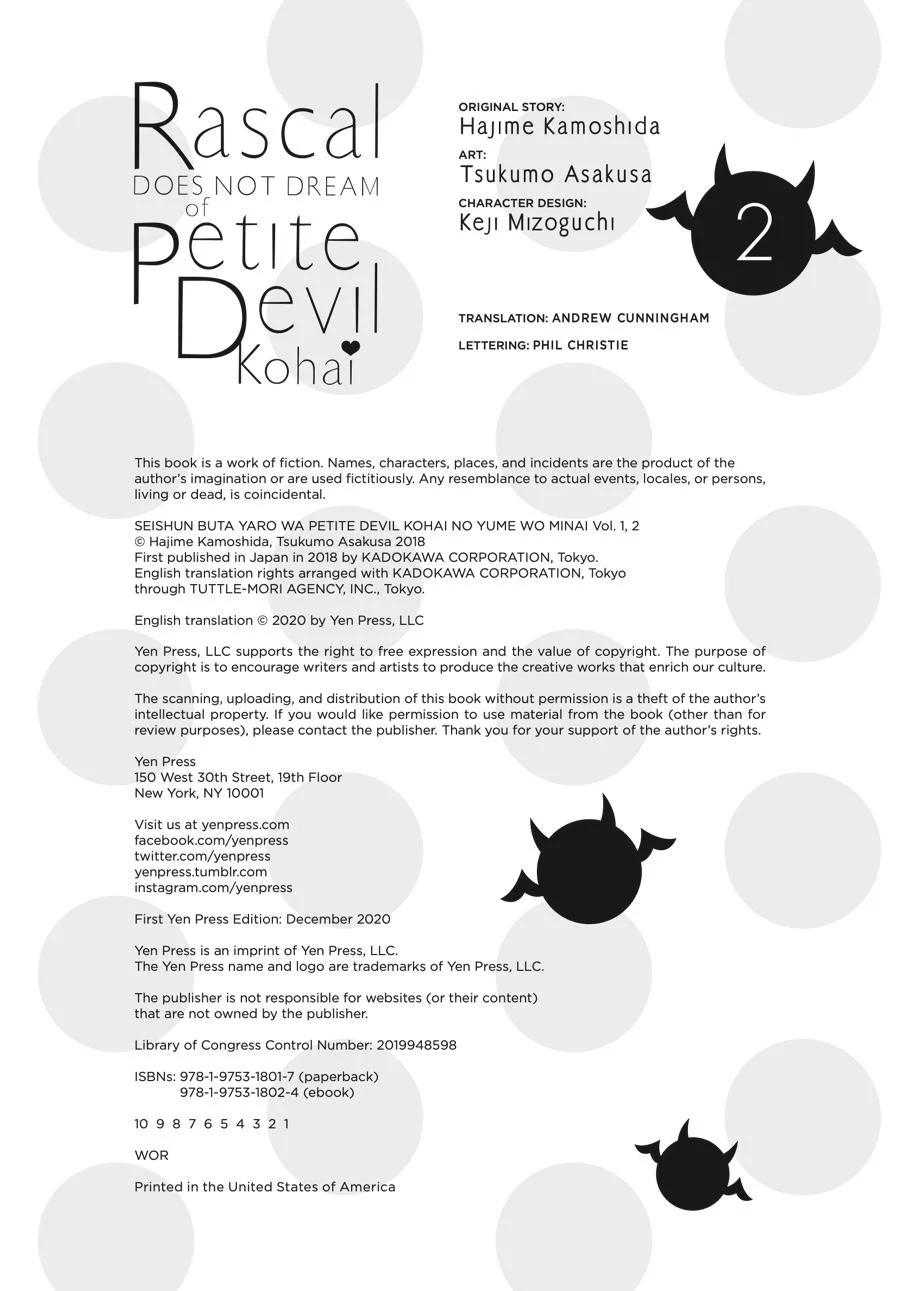 Rascal
DOES NOT DREAM
of
Petite
Devil
Kohai
ORIGINAL STORY:
Hajime Kamoshida
ART:
Tsukumo Asakusa
CHARACTER DESIGN:
Keji Mizoguchi
2
TRANSLATION: ANDREW CUNNINGHAM
LETTERING: PHIL CHRISTIE
This book is a work of fiction. Names, characters, places, and incidents are the product of the
author's imagination or are used fictitiously. Any resemblance to actual events, locales, or persons,
living or dead, is coincidental.
SEISHUN BUTA YARO WA PETITE DEVIL KOHAI NO YUME WO MINAI Vol. 1, 2
© Hajime Kamoshida, Tsukumo Asakusa 2018
First published in Japan in 2018 by KADOKAWA CORPORATION, Tokyo.
English translation rights arranged with KADOKAWA CORPORATION, Tokyo
through TUTTLE-MORI AGENCY, INC., Tokyo.
English translation © 2020 by Yen Press, LLC
Yen Press, LLC supports the right to free expression and the value of copyright. The purpose of
copyright is to encourage writers and artists to produce the creative works that enrich our culture.
The scanning, uploading, and distribution of this book without permission is a theft of the author's
intellectual property. If you would like permission to use material from the book (other than for
review purposes), please contact the publisher. Thank you for your support of the author's rights.
Yen Press
150 West 30th Street, 19th Floor
New York, NY 10001
Visit us at yenpress.com
facebook.com/yenpress
twitter.com/yenpress
yenpress.tumblr.com
instagram.com/yenpress
First Yen Press Edition: December 2020
Yen Press is an imprint of Yen Press, LLC.
The Yen Press name and logo are trademarks of Yen Press, LLC.
The publisher is not responsible for websites (or their content)
that are not owned by the publisher.
Library of Congress Control Number: 2019948598
ISBNs: 978-1-9753-1801-7 (paperback)
978-1-9753-1802-4 (ebook)
10 9 8 7 6 5 4 3 2 1
WOR
Printed in the United States of America